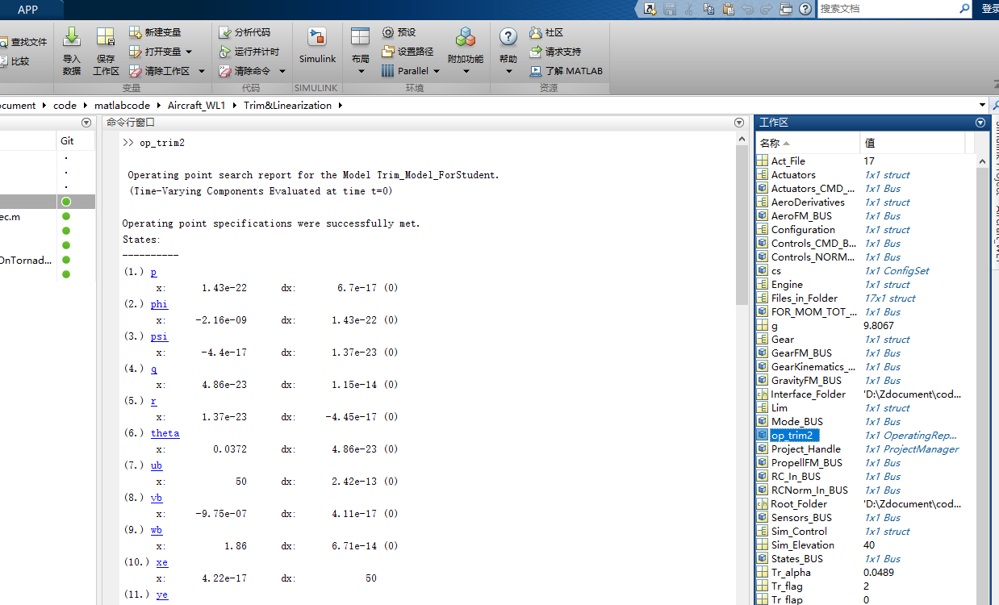 APP
搜索文档
登录
查找文件
比较
导入
数据
保存
工作区
新建变量
打开变量
清除工作区
变量
分析代码
运行并计时
清除命令
代码
Simulink
SIMULINK
布局
预设
设置路径
Parallel
环境
附加功能
帮助
社区
请求支持
了解 MATLAB
资源
ocument
code
matlabcode
Aircraft_WL1
Trim&Linearization
Git
ec.m
OnTornad...
命令行窗口
>> op_trim2
Operating point search report for the Model Trim_Model_ForStudent.
(Time-Varying Components Evaluated at time t=0)
Operating point specifications were successfully met.
States:
----------
(1.) p
x: 1.43e-22 dx: 6.7e-17 (0)
(2.) phi
x: -2.16e-09 dx: 1.43e-22 (0)
(3.) psi
x: -4.4e-17 dx: 1.37e-23 (0)
(4.) q
x: 4.86e-23 dx: 1.15e-14 (0)
(5.) r
x: 1.37e-23 dx: -4.45e-17 (0)
(6.) theta
x: 0.0372 dx: 4.86e-23 (0)
(7.) ub
x: 50 dx: 2.42e-13 (0)
(8.) vb
x: -9.75e-07 dx: 4.11e-17 (0)
(9.) wb
x: 1.86 dx: 6.71e-14 (0)
(10.) xe
x: 4.22e-17 dx: 50
(11.) ye
工作区
名称 值
Act_File 17
Actuators 1x1 struct
Actuators_CMD_... 1x1 Bus
AeroDerivatives 1x1 struct
AeroFM_BUS 1x1 Bus
Configuration 1x1 struct
Controls_CMD_B... 1x1 Bus
Controls_NORM... 1x1 Bus
cs 1x1 ConfigSet
Engine 1x1 struct
Files_in_Folder 17x1 struct
FOR_MOM_TOT_... 1x1 Bus
g 9.8067
Gear 1x1 struct
GearFM_BUS 1x1 Bus
GearKinematics_... 1x1 Bus
GravityFM_BUS 1x1 Bus
Interface_Folder 'D:\Zdocument\cod...
Lim 1x1 struct
Mode_BUS 1x1 Bus
op_trim2 1x1 OperatingRep...
Project_Handle 1x1 ProjectManager
PropellFM_BUS 1x1 Bus
RC_In_BUS 1x1 Bus
RCNorm_In_BUS 1x1 Bus
Root_Folder 'D:\Zdocument\cod...
Sensors_BUS 1x1 Bus
Sim_Control 1x1 struct
Sim_Elevation 40
States_BUS 1x1 Bus
Tr_alpha 0.0489
Tr_flag 2
Tr_flap 0